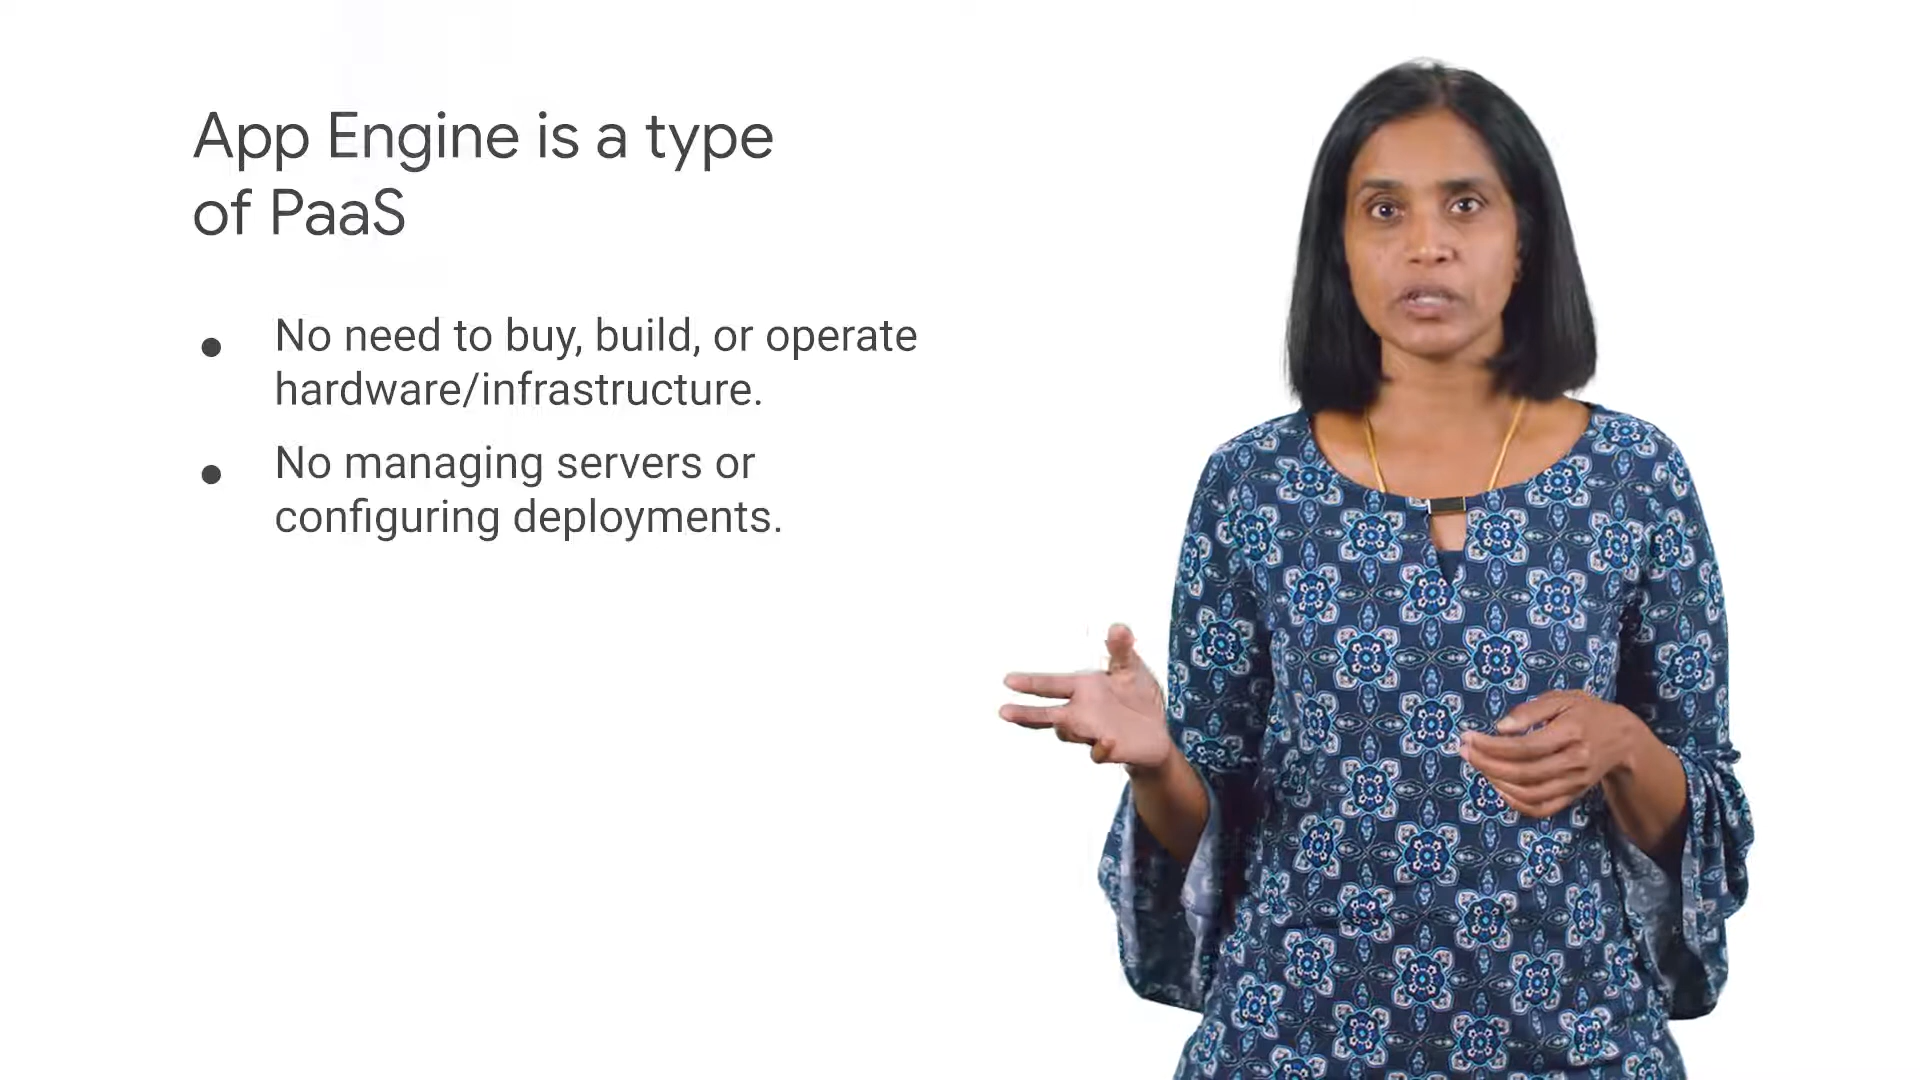 App Engine is a type
of PaaS
No need to buy, build, or operate
hardware/infrastructure.
No managing servers or
configuring deployments.